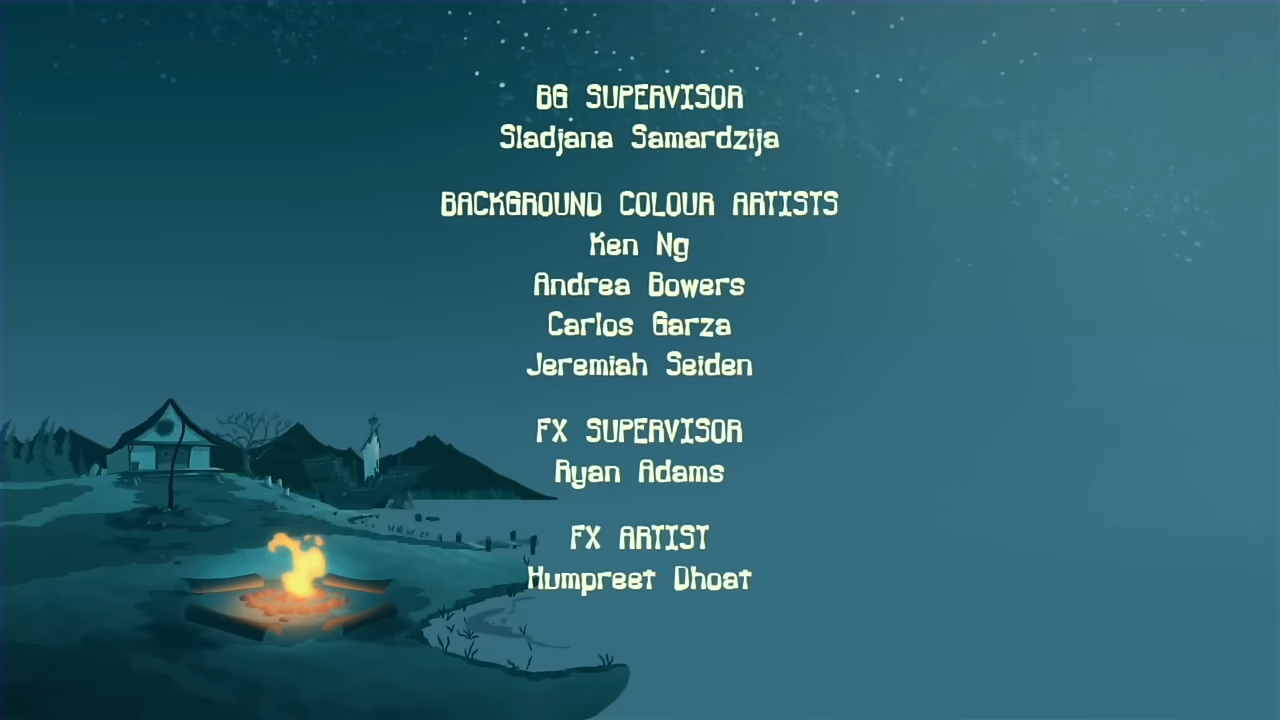 BG SUPERVISOR
Sladjana Samardzija
BACKGROUND COLOUR ARTISTS
Ken Ng
Andrea Bowers
Carlos Garza
Jeremiah Seiden
FX SUPERVISOR
Ryan Adams
FX ARTIST
Humpreet Dhoat